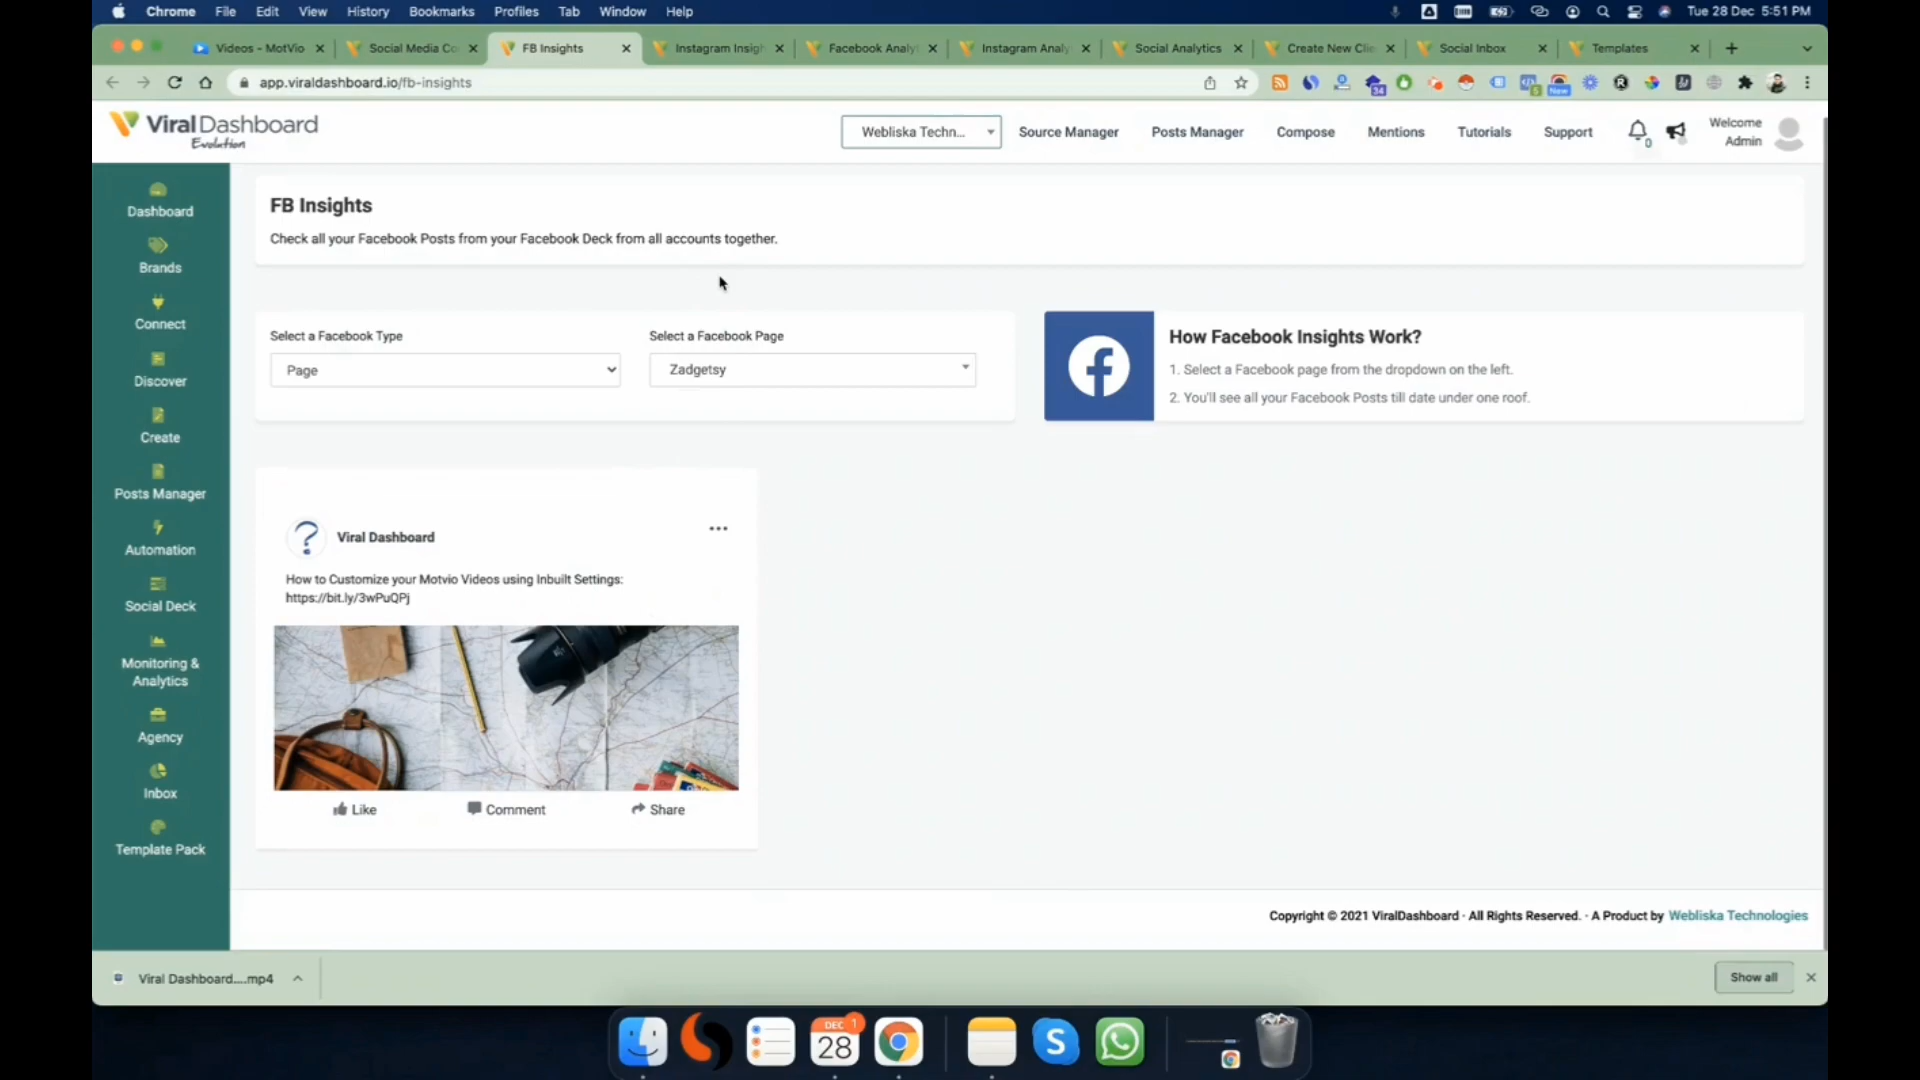 Chrome File Edit View History Bookmarks Profiles Tab Window Help
Tue 28 Dec 5:51 PM
Videos - MotVio
Social Media Co
FB Insights
Instagram Insigh
Facebook Analyt
Instagram Analy
Social Analytics
Create New Clie
Social Inbox
Templates
app.viraldashboard.io/fb-insights
34
5
New
ViralDashboard
Evolution
Webliska Techn...
Source Manager
Posts Manager
Compose
Mentions
Tutorials
Support
0
Welcome
Admin
Dashboard
Brands
Connect
Discover
Create
Posts Manager
Automation
Social Deck
Monitoring &
Analytics
Agency
Inbox
Template Pack
FB Insights
Check all your Facebook Posts from your Facebook Deck from all accounts together.
Select a Facebook Type
Page
Select a Facebook Page
Zadgetsy
How Facebook Insights Work?
1. Select a Facebook page from the dropdown on the left.
2. You'll see all your Facebook Posts till date under one roof.
?
Viral Dashboard
...
How to Customize your Motvio Videos using Inbuilt Settings:
https://bit.ly/3wPuQPj
Like
Comment
Share
Copyright © 2021 ViralDashboard · All Rights Reserved. · A Product by Webliska Technologies
Viral Dashboard....mp4
Show all
DEC
1
28
S